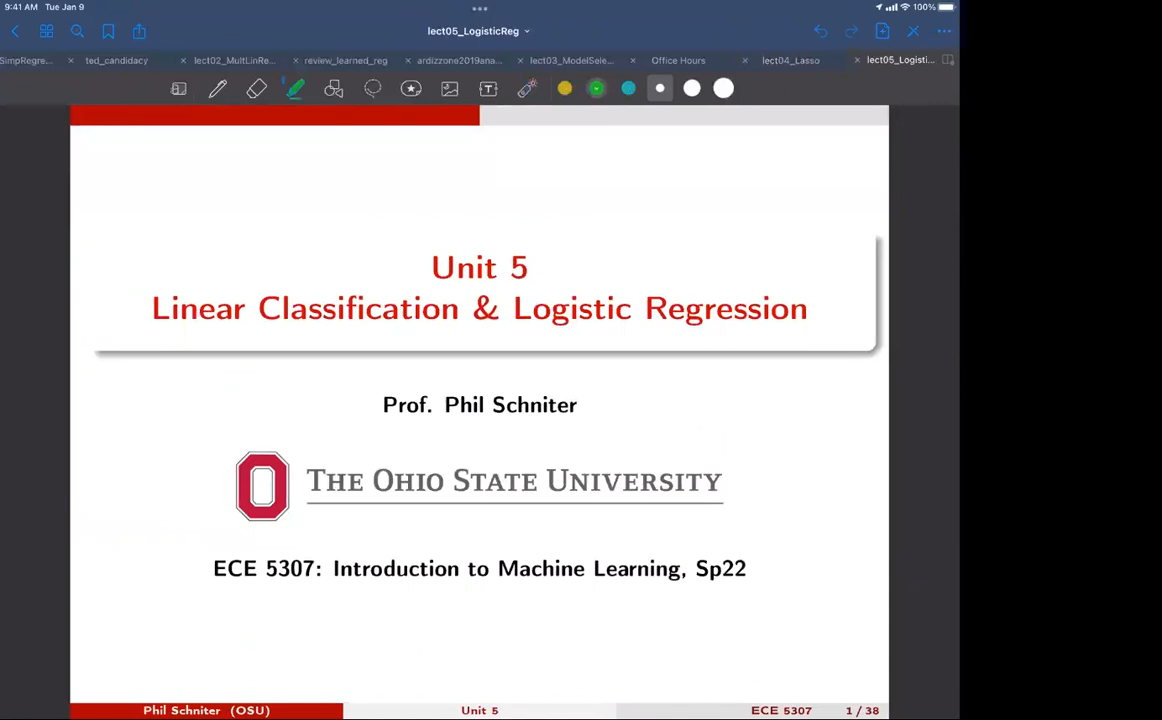 9:41 AM Tue Jan 9
100%
lect05_LogisticReg
SimpRegre...
ted_candidacy
lect02_MultLinRe...
review_learned_reg
ardizzone2019ana...
lect03_ModelSele...
Office Hours
lect04_Lasso
lect05_Logisti...
Unit 5
Linear Classification & Logistic Regression
Prof. Phil Schniter
THE OHIO STATE UNIVERSITY
ECE 5307: Introduction to Machine Learning, Sp22
Phil Schniter (OSU)
Unit 5
ECE 5307
1 / 38